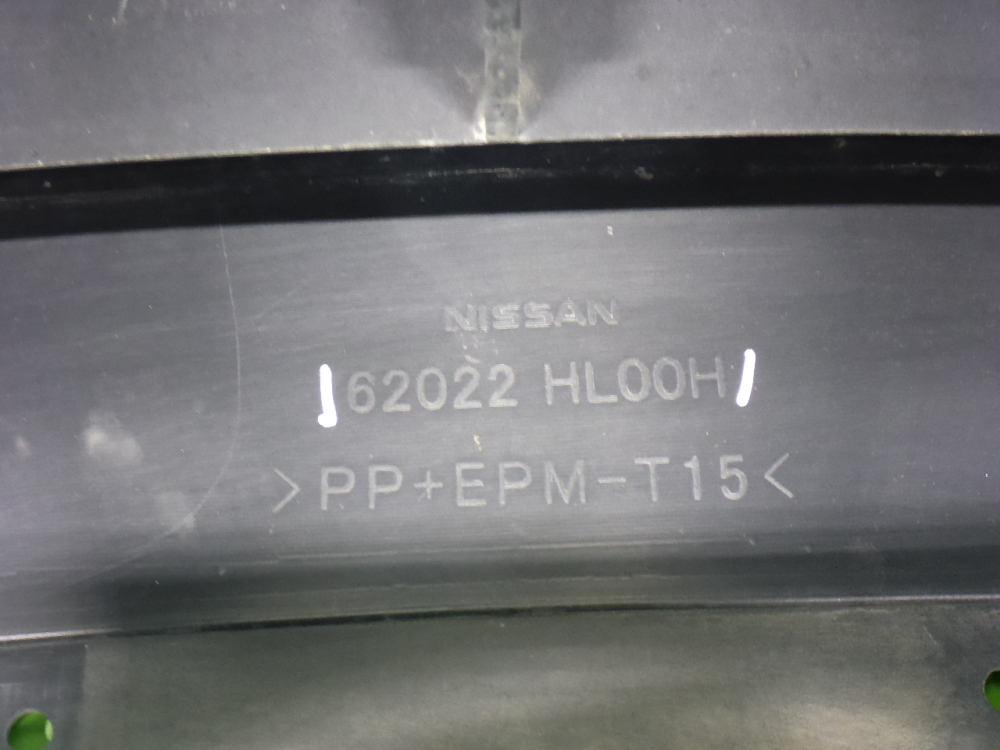 NISSAN
62022 HL00H
>PP+EPM-T15<